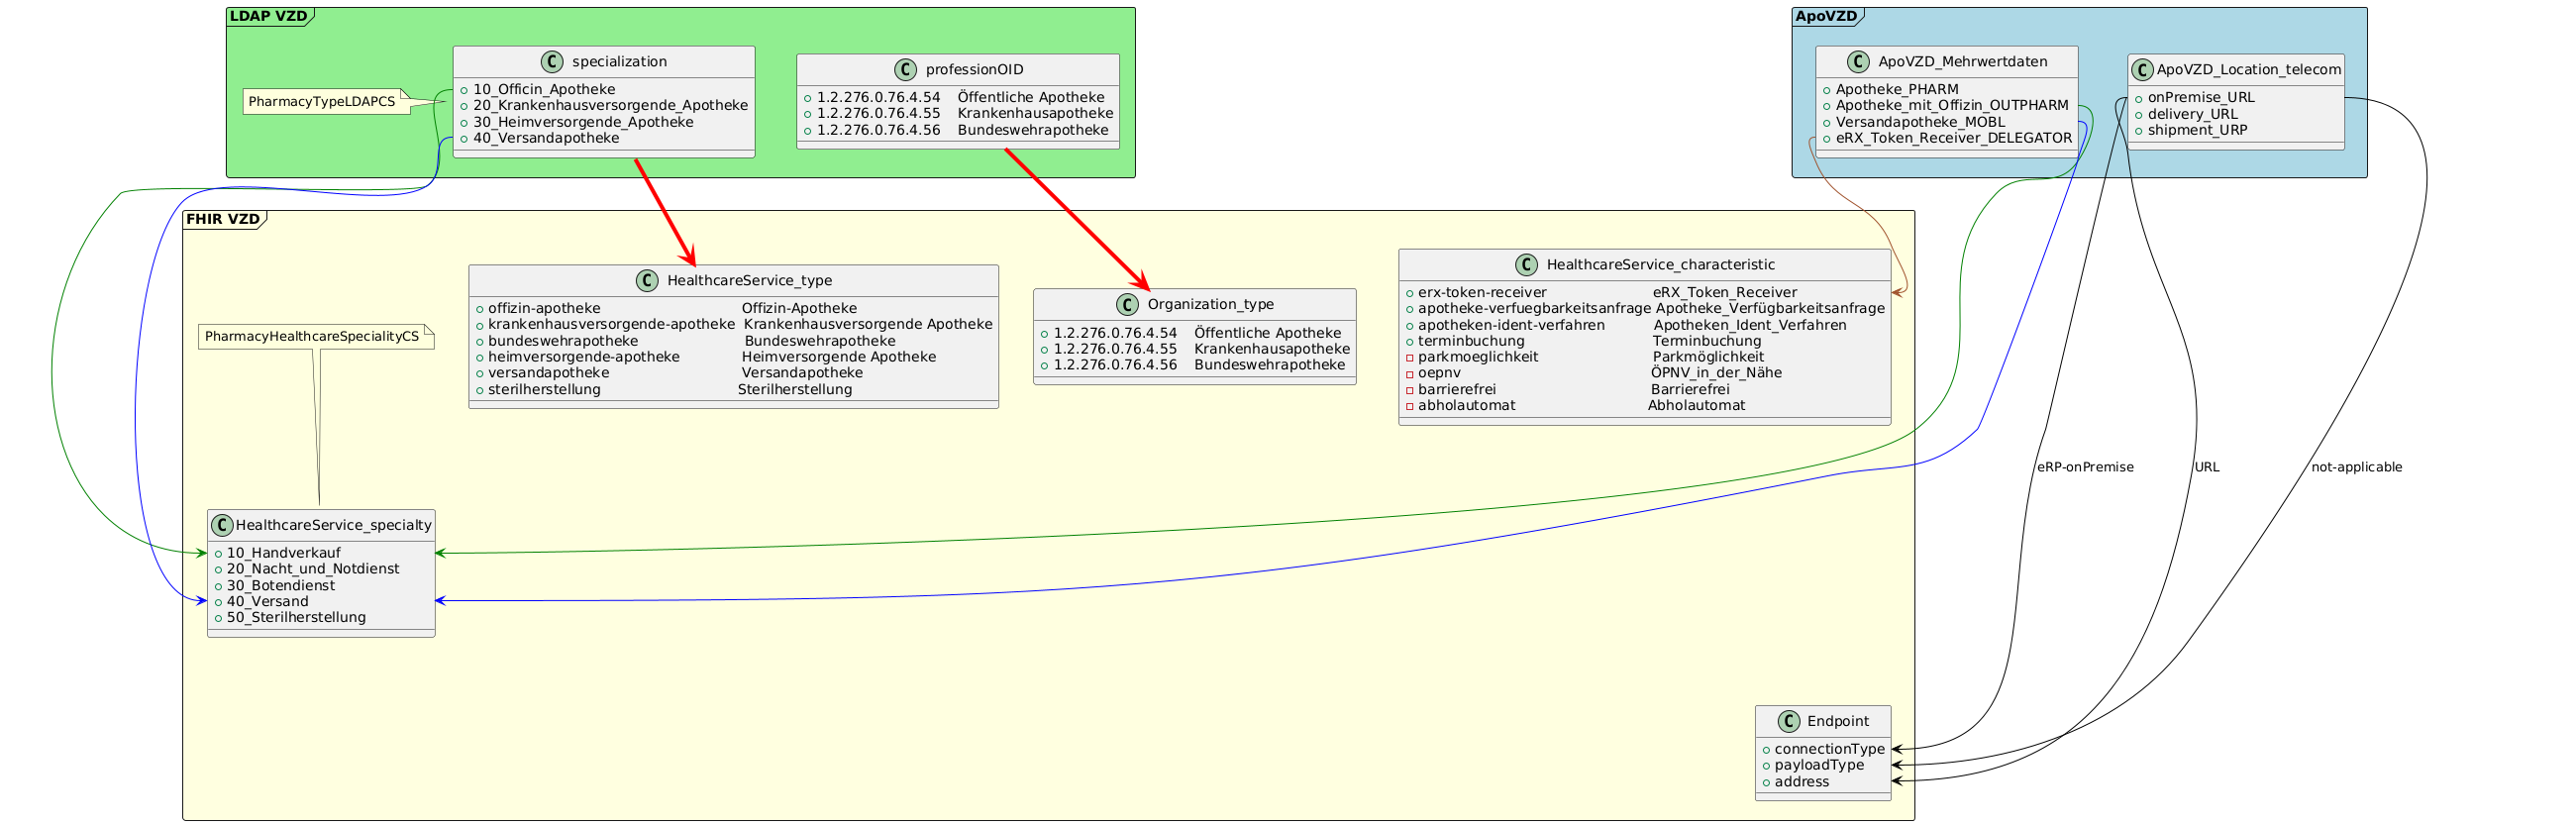 LDAP VZD
PharmacyTypeLDAPCS
C specialization
10_Officin_Apotheke
20_Krankenhausversorgende_Apotheke
30_Heimversorgende_Apotheke
40_Versandapotheke
C professionOID
1.2.276.0.76.4.54 Öffentliche Apotheke
1.2.276.0.76.4.55 Krankenhausapotheke
1.2.276.0.76.4.56 Bundeswehrapotheke
ApoVZD
C ApoVZD_Mehrwertdaten
Apotheke_PHARM
Apotheke_mit_Offizin_OUTPHARM
Versandapotheke_MOBL
eRX_Token_Receiver_DELEGATOR
C ApoVZD_Location_telecom
onPremise_URL
delivery_URL
shipment_URP
FHIR VZD
PharmacyHealthcareSpecialityCS
C HealthcareService_type
offizin-apotheke Offizin-Apotheke
krankenhausversorgende-apotheke Krankenhausversorgende Apotheke
bundeswehrapotheke Bundeswehrapotheke
heimversorgende-apotheke Heimversorgende Apotheke
versandapotheke Versandapotheke
sterilherstellung Sterilherstellung
C Organization_type
1.2.276.0.76.4.54 Öffentliche Apotheke
1.2.276.0.76.4.55 Krankenhausapotheke
1.2.276.0.76.4.56 Bundeswehrapotheke
C HealthcareService_characteristic
erx-token-receiver eRX_Token_Receiver
apotheke-verfuegbarkeitsanfrage Apotheke_Verfügbarkeitsanfrage
apotheken-ident-verfahren Apotheken_Ident_Verfahren
terminbuchung Terminbuchung
parkmoeglichkeit Parkmöglichkeit
oepnv ÖPNV_in_der_Nähe
barrierefrei Barrierefrei
abholautomat Abholautomat
eRP-onPremise
URL
not-applicable
C HealthcareService_specialty
10_Handverkauf
20_Nacht_und_Notdienst
30_Botendienst
40_Versand
50_Sterilherstellung
C Endpoint
connectionType
payloadType
address